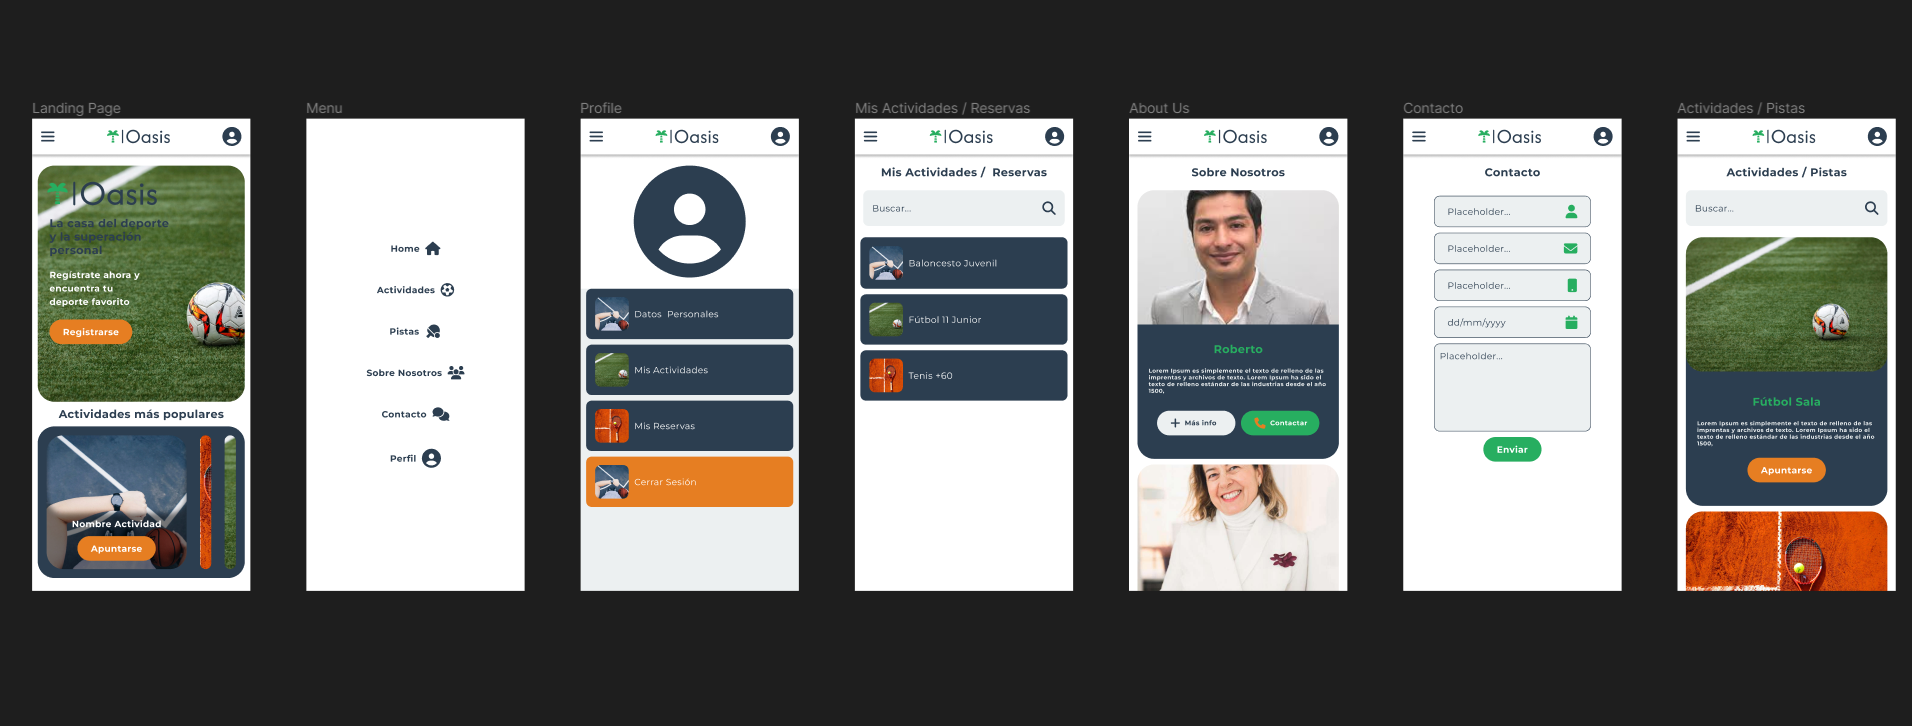 Landing Page
Oasis
Oasis
La casa del deporte
y la superación
personal
Regístrate ahora y
encuentra tu
deporte favorito
Registrarse
Actividades más populares
Nombre Actividad
Apuntarse
Menu
Home
Actividades
Pistas
Sobre Nosotros
Contacto
Perfil
Profile
Oasis
Datos  Personales
Mis Actividades
Mis Reservas
Cerrar Sesión
Mis Actividades / Reservas
Oasis
Mis Actividades /  Reservas
Buscar...
Baloncesto Juvenil
Fútbol 11 Junior
Tenis +60
About Us
Oasis
Sobre Nosotros
Roberto
Lorem Ipsum es simplemente el texto de relleno de las
imprentas y archivos de texto. Lorem Ipsum ha sido el
texto de relleno estándar de las industrias desde el año
1500,
Más info
Contactar
Contacto
Oasis
Contacto
Placeholder...
Placeholder...
Placeholder...
dd/mm/yyyy
Placeholder...
Enviar
Actividades / Pistas
Oasis
Actividades / Pistas
Buscar...
Fútbol Sala
Lorem Ipsum es simplemente el texto de relleno de las
imprentas y archivos de texto. Lorem Ipsum ha sido el
texto de relleno estándar de las industrias desde el año
1500,
Apuntarse